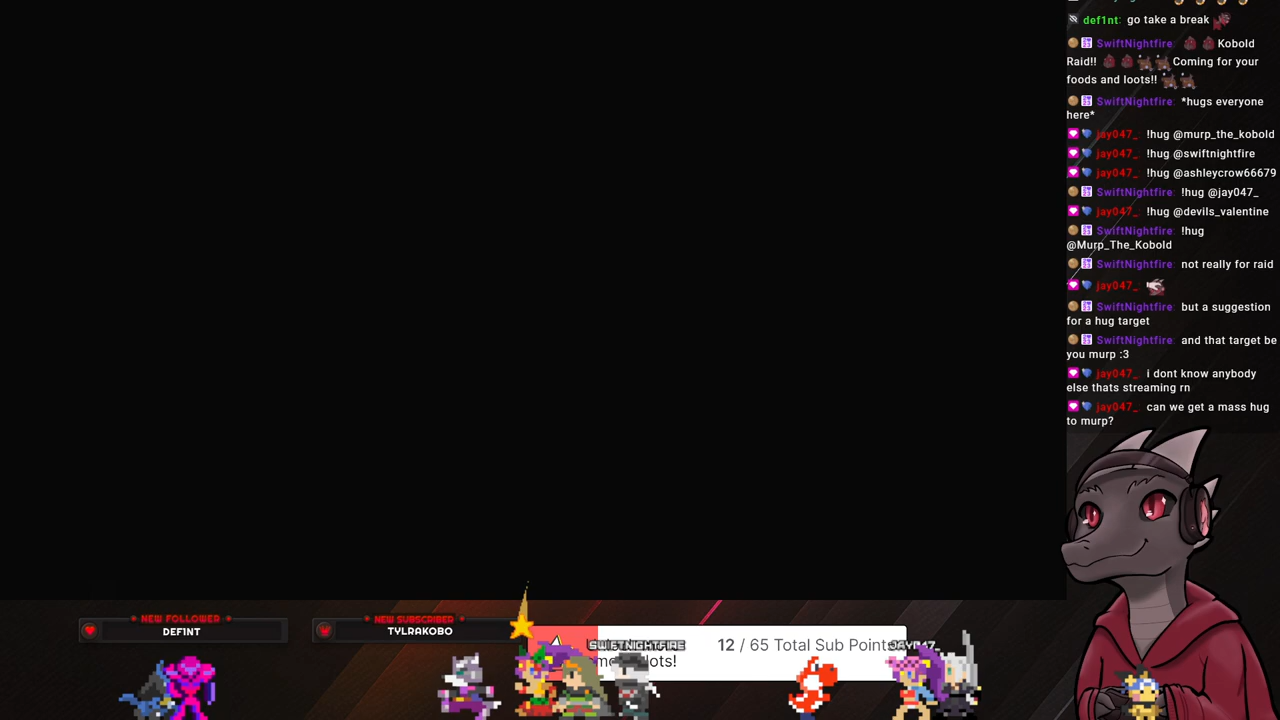 def1nt: go take a break
SwiftNightfire: Kobold
Raid!! Coming for your
foods and loots!!
SwiftNightfire: *hugs everyone
here*
jay047_: !hug @murp_the_kobold
jay047_: !hug @swiftnightfire
jay047_: !hug @ashleycrow66679
SwiftNightfire: !hug @jay047_
jay047_: !hug @devils_valentine
SwiftNightfire: !hug
@Murp_The_Kobold
SwiftNightfire: not really for raid
jay047_:
SwiftNightfire: but a suggestion
for a hug target
SwiftNightfire: and that target be
you murp :3
jay047_: i dont know anybody
else thats streaming rn
jay047_: can we get a mass hug
to murp?
NEW FOLLOWER
DEF1NT
NEW SUBSCRIBER
TYLRAKOBO
SWIFTNIGHTFIRE
12 / 65 Total Sub Points
JAY047_